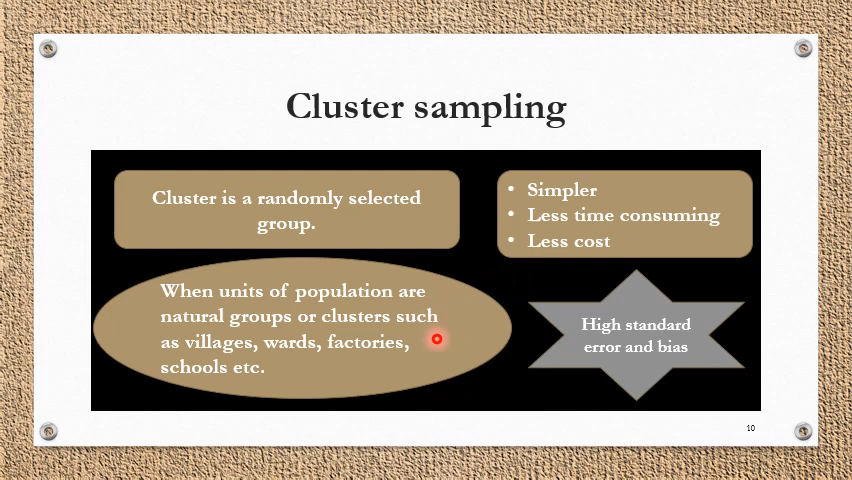 Cluster sampling
Cluster is a randomly selected
group.
• Simpler
• Less time consuming
• Less cost
When units of population are
natural groups or clusters such
as villages, wards, factories,
schools etc.
High standard
error and bias
10